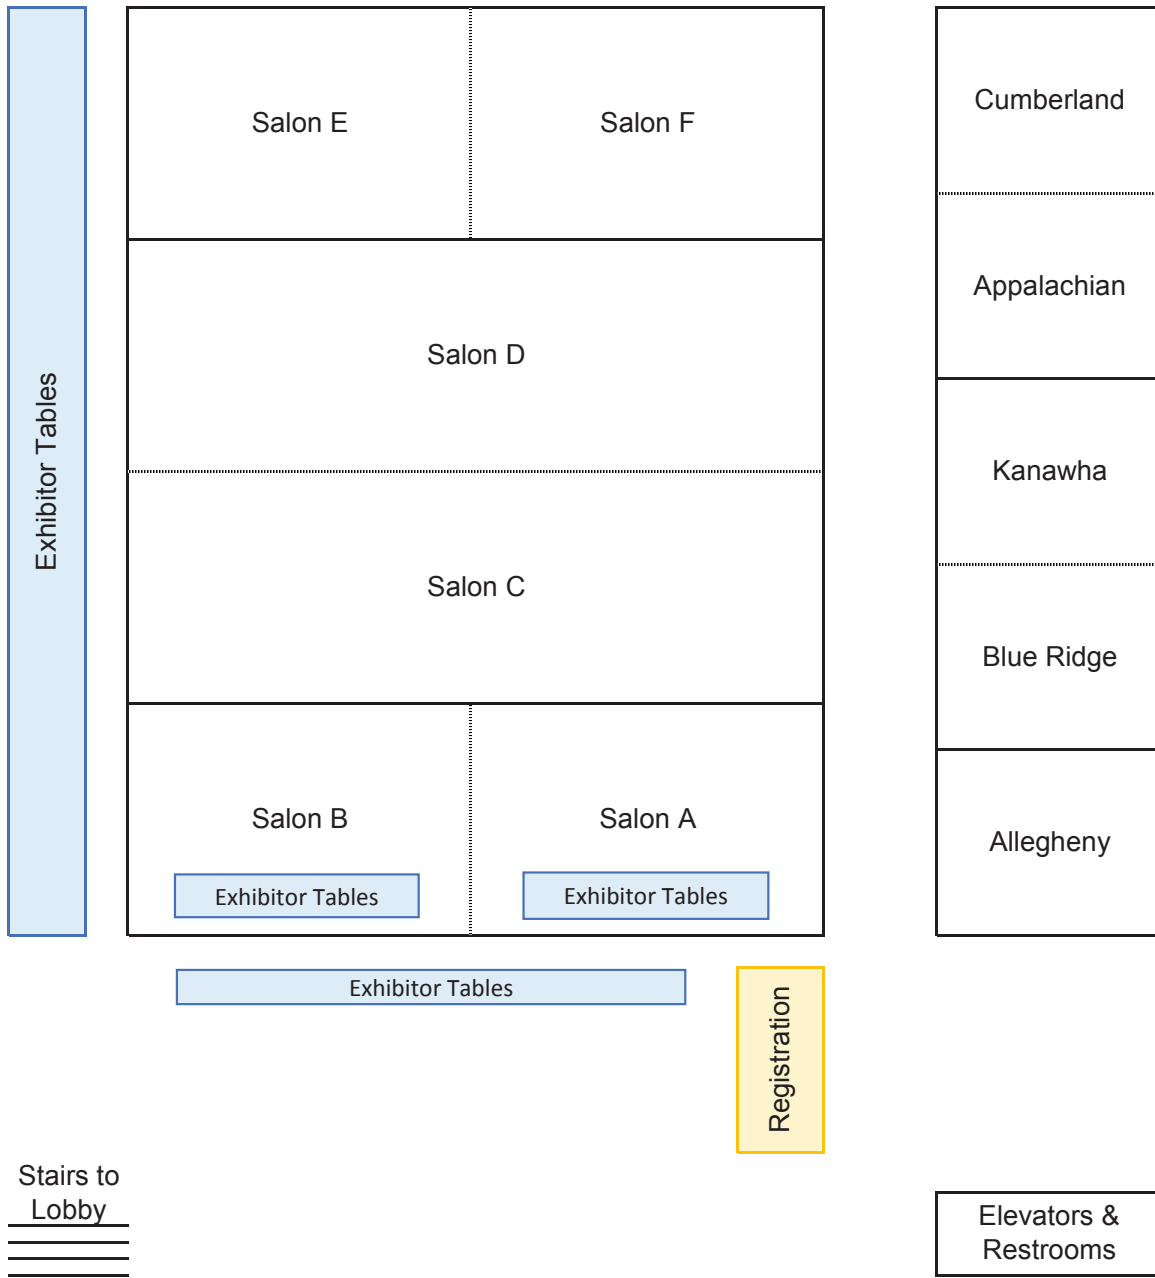 Salon E
Salon F
Cumberland
Appalachian
Salon D
Exhibitor Tables
Kanawha
Salon C
Blue Ridge
Salon B
Salon A
Allegheny
Exhibitor Tables
Exhibitor Tables
Exhibitor Tables
Registration
Stairs to
Lobby
Elevators &
Restrooms